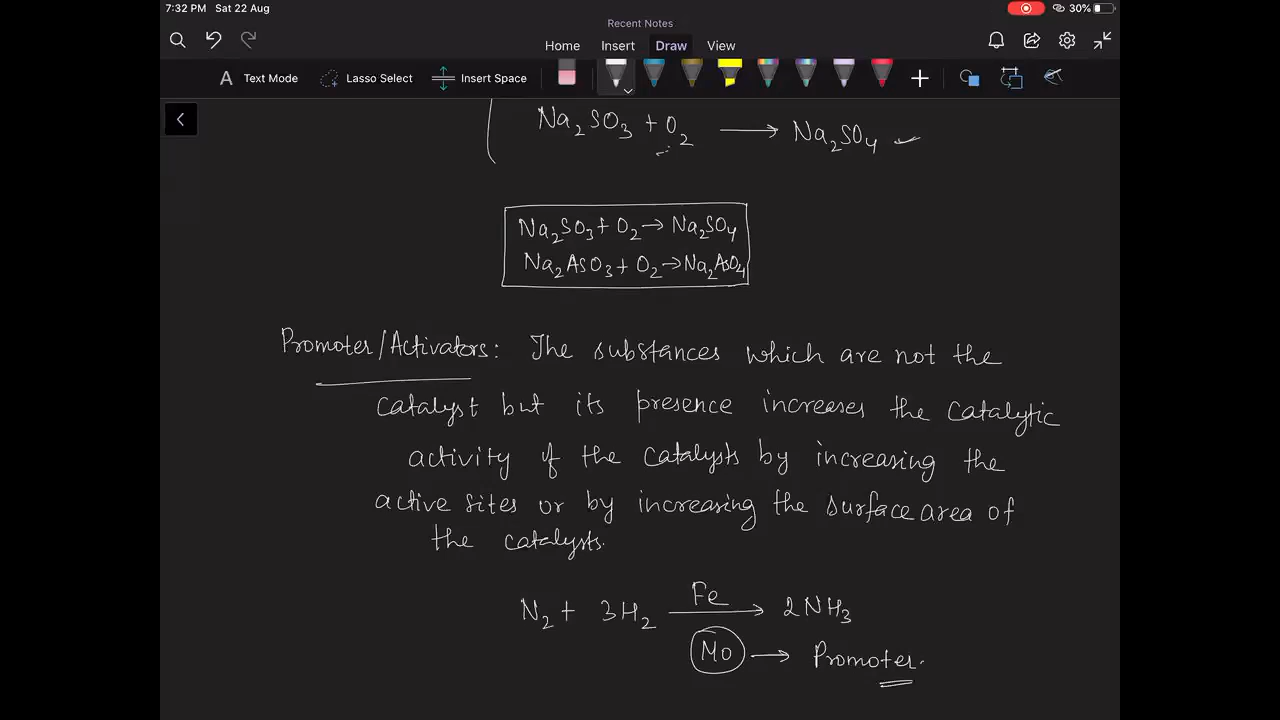 7:32 PM Sat 22 Aug
30%
Recent Notes
Home Insert Draw View
A Text Mode Lasso Select Insert Space
Na2SO3 + O2 → Na2SO4
Na2SO3 + O2 → Na2SO4
Na2AsO3 + O2 → Na2AsO4
Promoter/Activators: The substances which are not the
catalyst but its presence increases the catalytic
activity of the catalysts by increasing the
active sites or by increasing the surface area of
the catalysts.
Fe
N2 + 3H2 → 2NH3
Mo → Promoter.